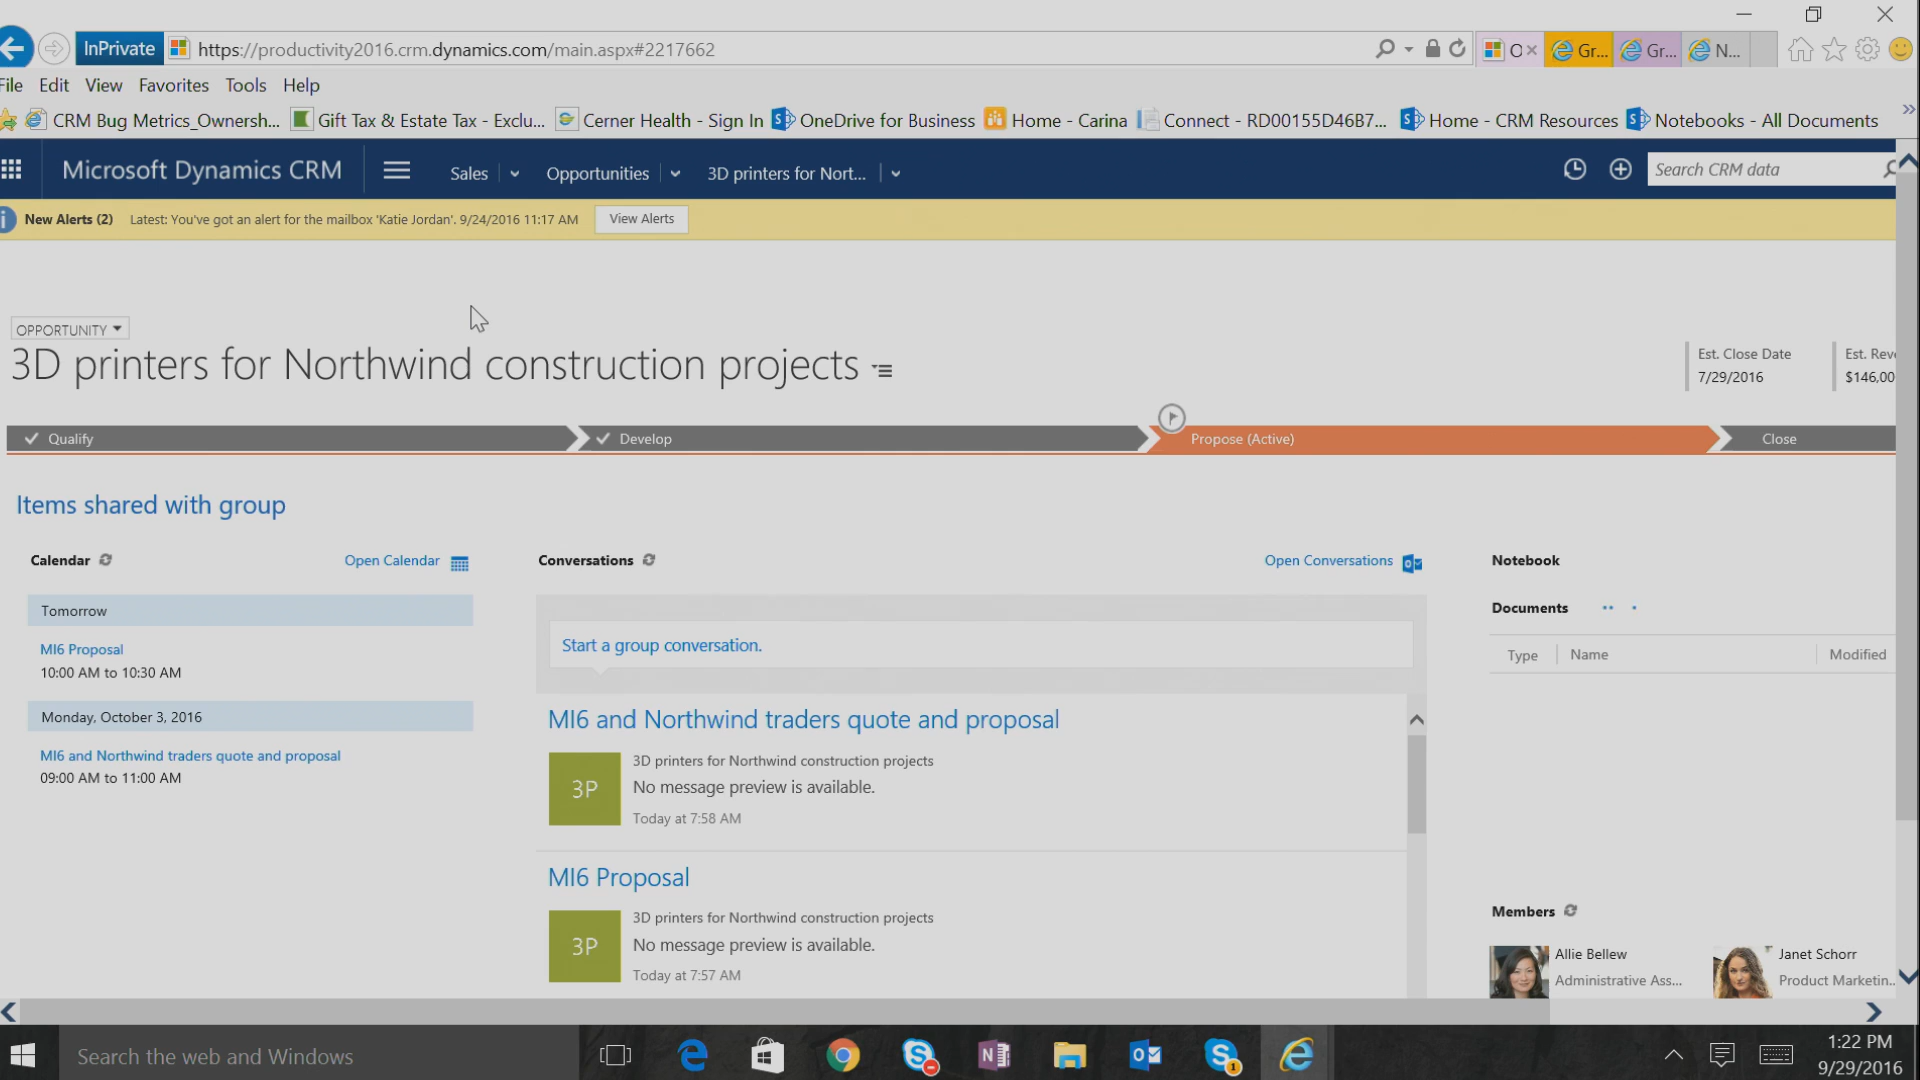 InPrivate https://productivity2016.crm.dynamics.com/main.aspx#2217662 Gr... Gr... N...
File Edit View Favorites Tools Help
CRM Bug Metrics_Ownersh... Gift Tax & Estate Tax - Exclu... Cerner Health - Sign In OneDrive for Business Home - Carina Connect - RD00155D46B7... Home - CRM Resources Notebooks - All Documents
Microsoft Dynamics CRM Sales Opportunities 3D printers for Nort... Search CRM data
New Alerts (2) Latest: You've got an alert for the mailbox 'Katie Jordan'. 9/24/2016 11:17 AM View Alerts
OPPORTUNITY
3D printers for Northwind construction projects
Est. Close Date
7/29/2016
Est. Rev
$146,00
Qualify Develop Propose (Active) Close
Items shared with group
Calendar Open Calendar
Tomorrow
MI6 Proposal
10:00 AM to 10:30 AM
Monday, October 3, 2016
MI6 and Northwind traders quote and proposal
09:00 AM to 11:00 AM
Conversations Open Conversations
Start a group conversation.
MI6 and Northwind traders quote and proposal
3P
3D printers for Northwind construction projects
No message preview is available.
Today at 7:58 AM
MI6 Proposal
3P
3D printers for Northwind construction projects
No message preview is available.
Today at 7:57 AM
Notebook
Documents
Type Name Modified
Members
Allie Bellew
Administrative Ass...
Janet Schorr
Product Marketin...
Search the web and Windows
1:22 PM
9/29/2016